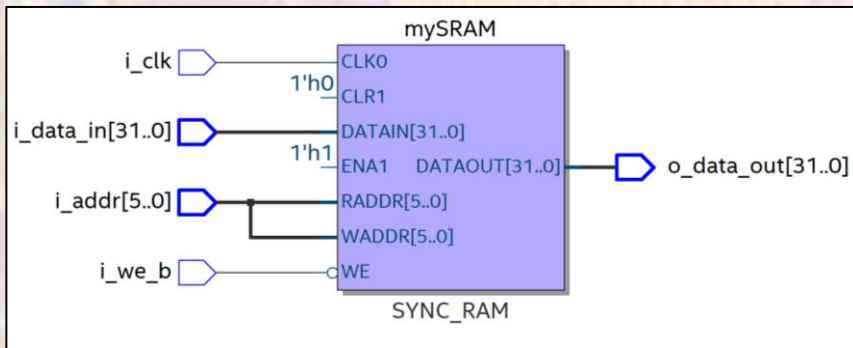 mySRAM
i_clk
CLK0
1'h0
CLR1
i_data_in[31..0]
DATAIN[31..0]
1'h1
ENA1 DATAOUT[31..0]
o_data_out[31..0]
i_addr[5..0]
RADDR[5..0]
WADDR[5..0]
i_we_b
WE
SYNC_RAM